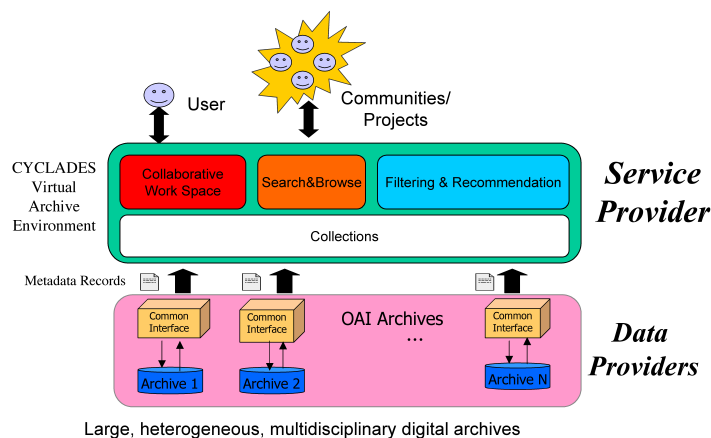 User
Communities/
Projects
CYCLADES
Virtual
Archive
Environment
Collaborative
Work Space
Search&Browse
Filtering & Recommendation
Collections
Service
Provider
Metadata Records
Common
Interface
Common
Interface
OAI Archives
...
Common
Interface
Archive 1
Archive 2
Archive N
Data
Providers
Large, heterogeneous, multidisciplinary digital archives